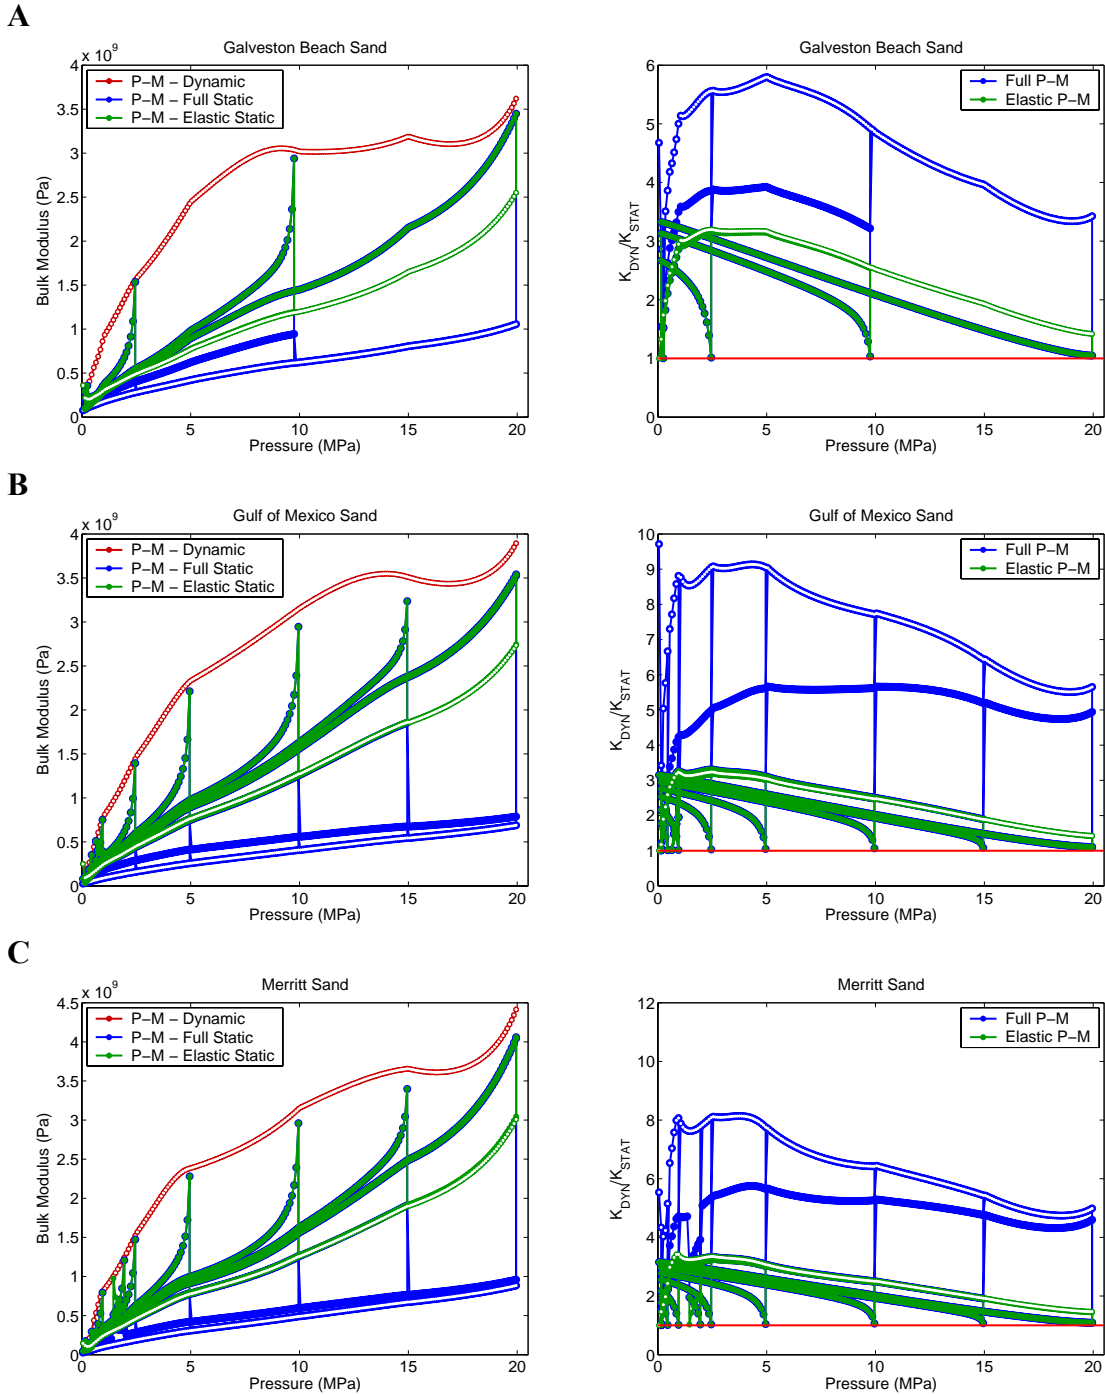 A
Galveston Beach Sand
x 10^9
P-M - Dynamic
P-M - Full Static
P-M - Elastic Static
Bulk Modulus (Pa)
4
3.5
3
2.5
2
1.5
1
0.5
0
0 5 10 15 20
Pressure (MPa)
Galveston Beach Sand
Full P-M
Elastic P-M
K_DYN/K_STAT
6
5
4
3
2
1
0
0 5 10 15 20
Pressure (MPa)
B
Gulf of Mexico Sand
x 10^9
P-M - Dynamic
P-M - Full Static
P-M - Elastic Static
Bulk Modulus (Pa)
4
3.5
3
2.5
2
1.5
1
0.5
0
0 5 10 15 20
Pressure (MPa)
Gulf of Mexico Sand
Full P-M
Elastic P-M
K_DYN/K_STAT
10
9
8
7
6
5
4
3
2
1
0
0 5 10 15 20
Pressure (MPa)
C
Merritt Sand
x 10^9
P-M - Dynamic
P-M - Full Static
P-M - Elastic Static
Bulk Modulus (Pa)
4.5
4
3.5
3
2.5
2
1.5
1
0.5
0
0 5 10 15 20
Pressure (MPa)
Merritt Sand
Full P-M
Elastic P-M
K_DYN/K_STAT
12
10
8
6
4
2
0
0 5 10 15 20
Pressure (MPa)